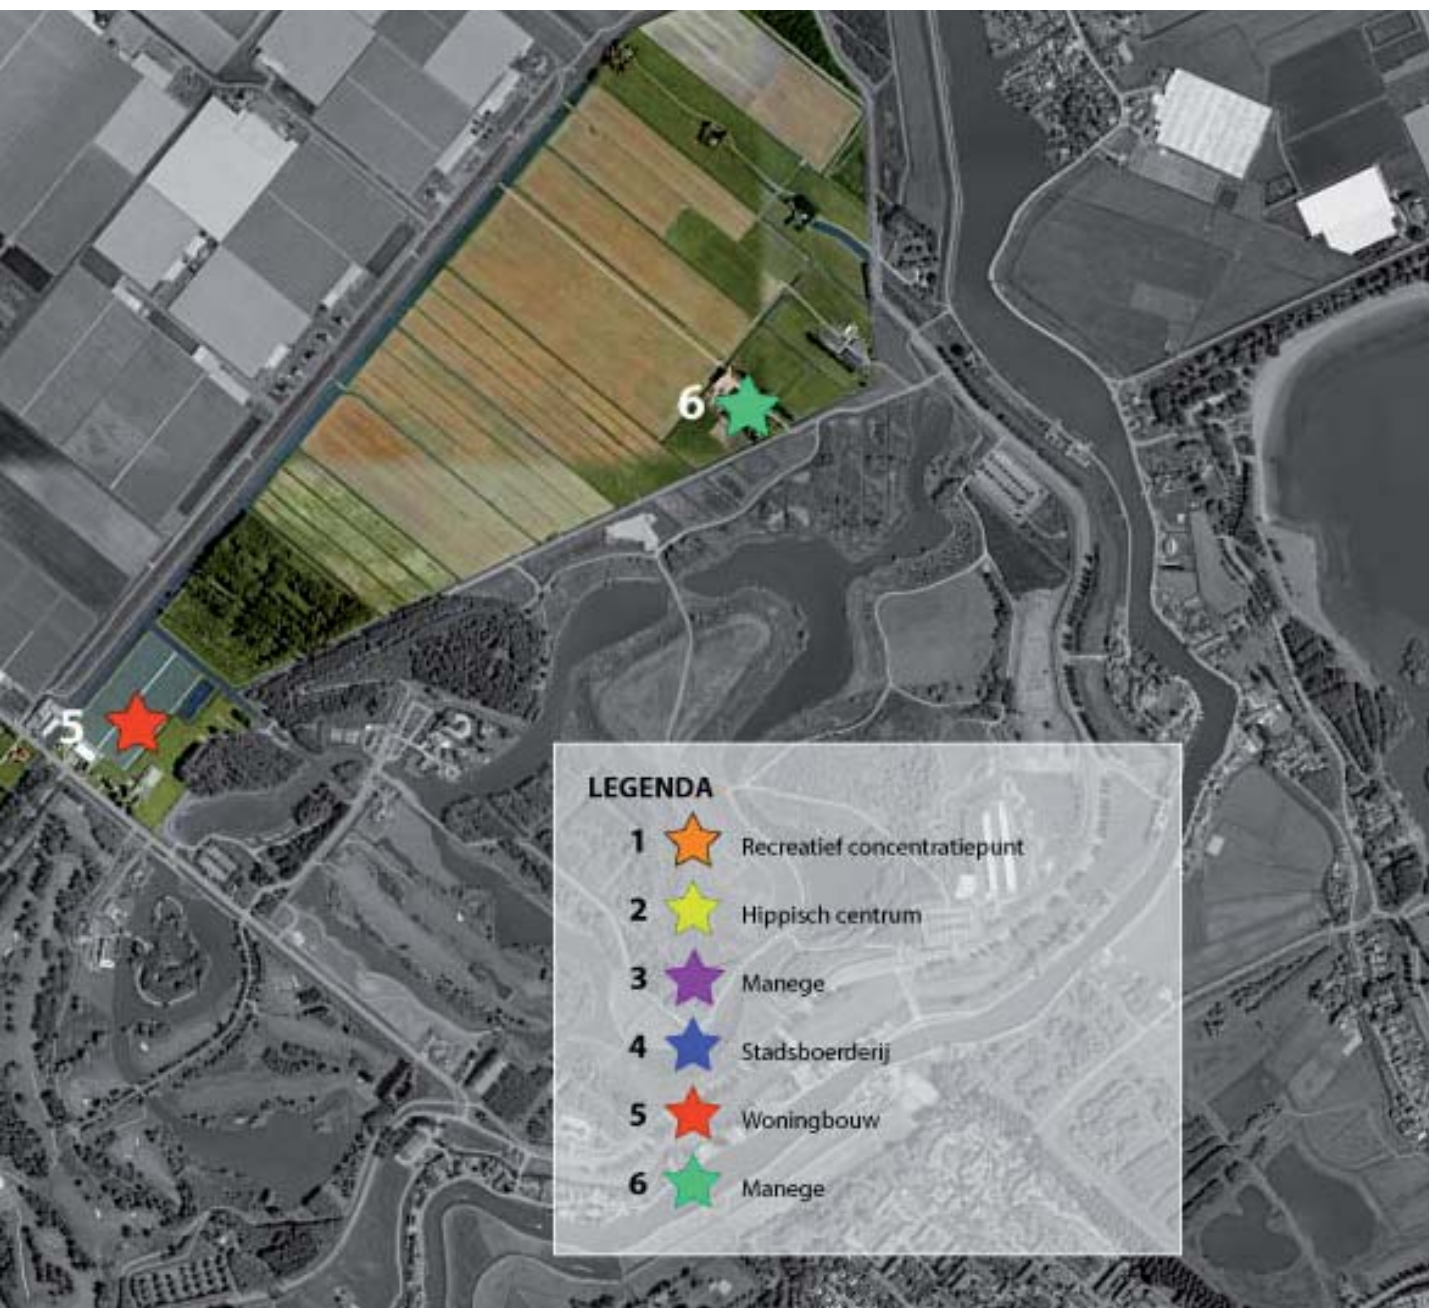 6
5
LEGENDA
1 Recreatief concentratiepunt
2 Hippisch centrum
3 Manege
4 Stadsboerderij
5 Woningbouw
6 Manege